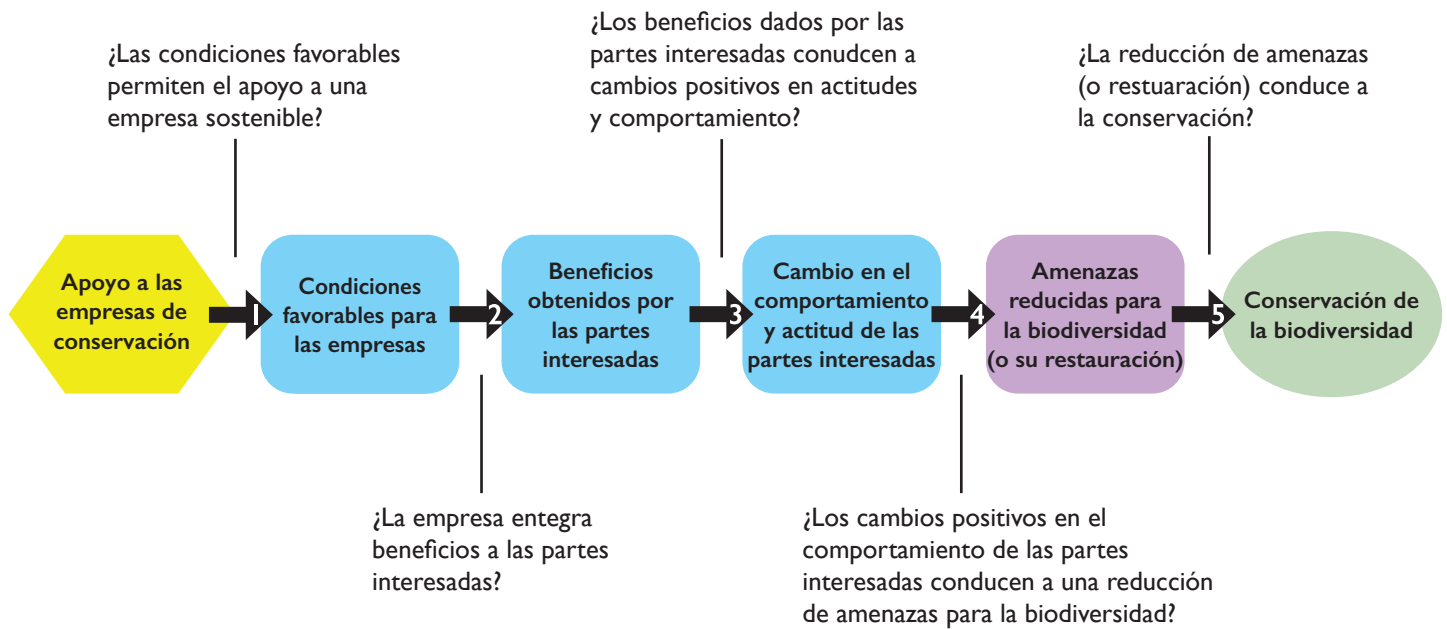 ¿Las condiciones favorables
permiten el apoyo a una
empresa sostenible?
¿Los beneficios dados por las
partes interesadas conudcen a
cambios positivos en actitudes
y comportamiento?
¿La reducción de amenazas
(o restuaración) conduce a
la conservación?
Apoyo a las
empresas de
conservación
1
Condiciones
favorables para
las empresas
2
Beneficios
obtenidos por
las partes
interesadas
3
Cambio en el
comportamiento
y actitud de las
partes interesadas
4
Amenazas
reducidas para
la biodiversidad
(o su restauración)
5
Conservación de
la biodiversidad
¿La empresa entegra
beneficios a las partes
interesadas?
¿Los cambios positivos en el
comportamiento de las partes
interesadas conducen a una reducción
de amenazas para la biodiversidad?